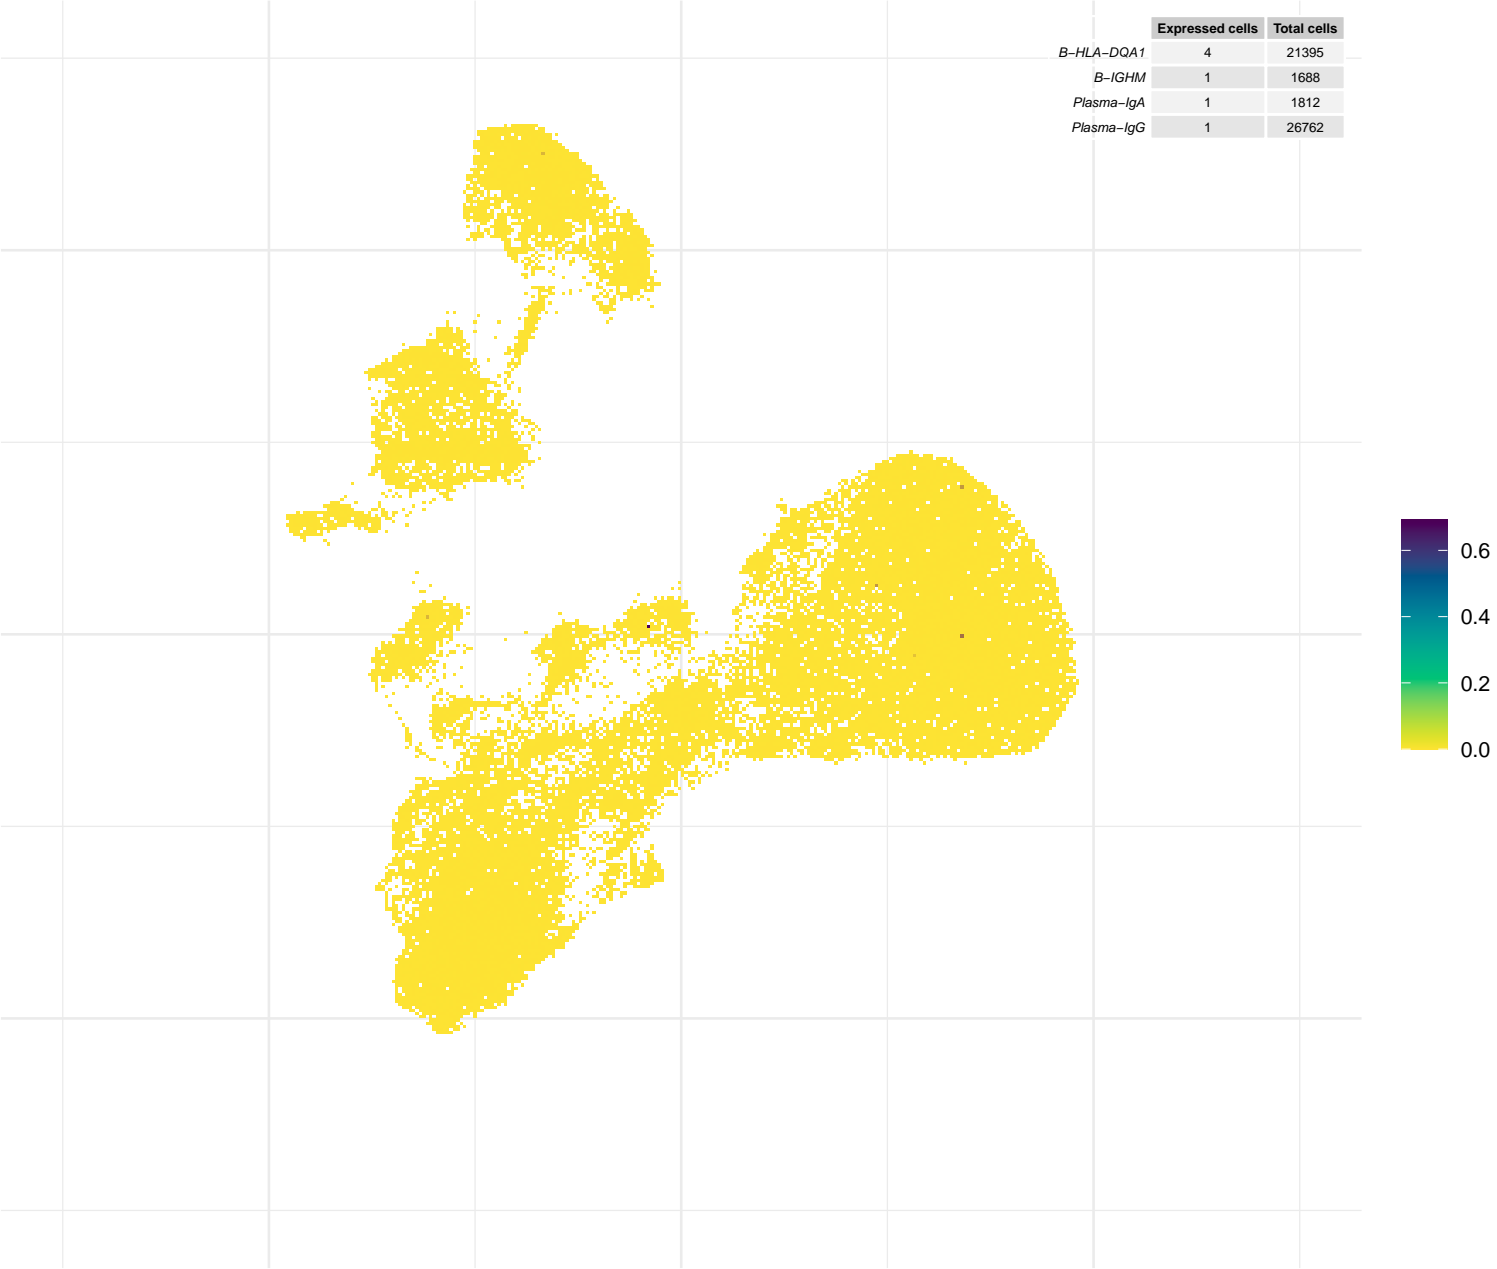 Expressed cells Total cells
B−HLA−DQA1 4 21395
B−IGHM 1 1688
Plasma−IgA 1 1812
Plasma−IgG 1 26762
0.6
0.4
0.2
0.0